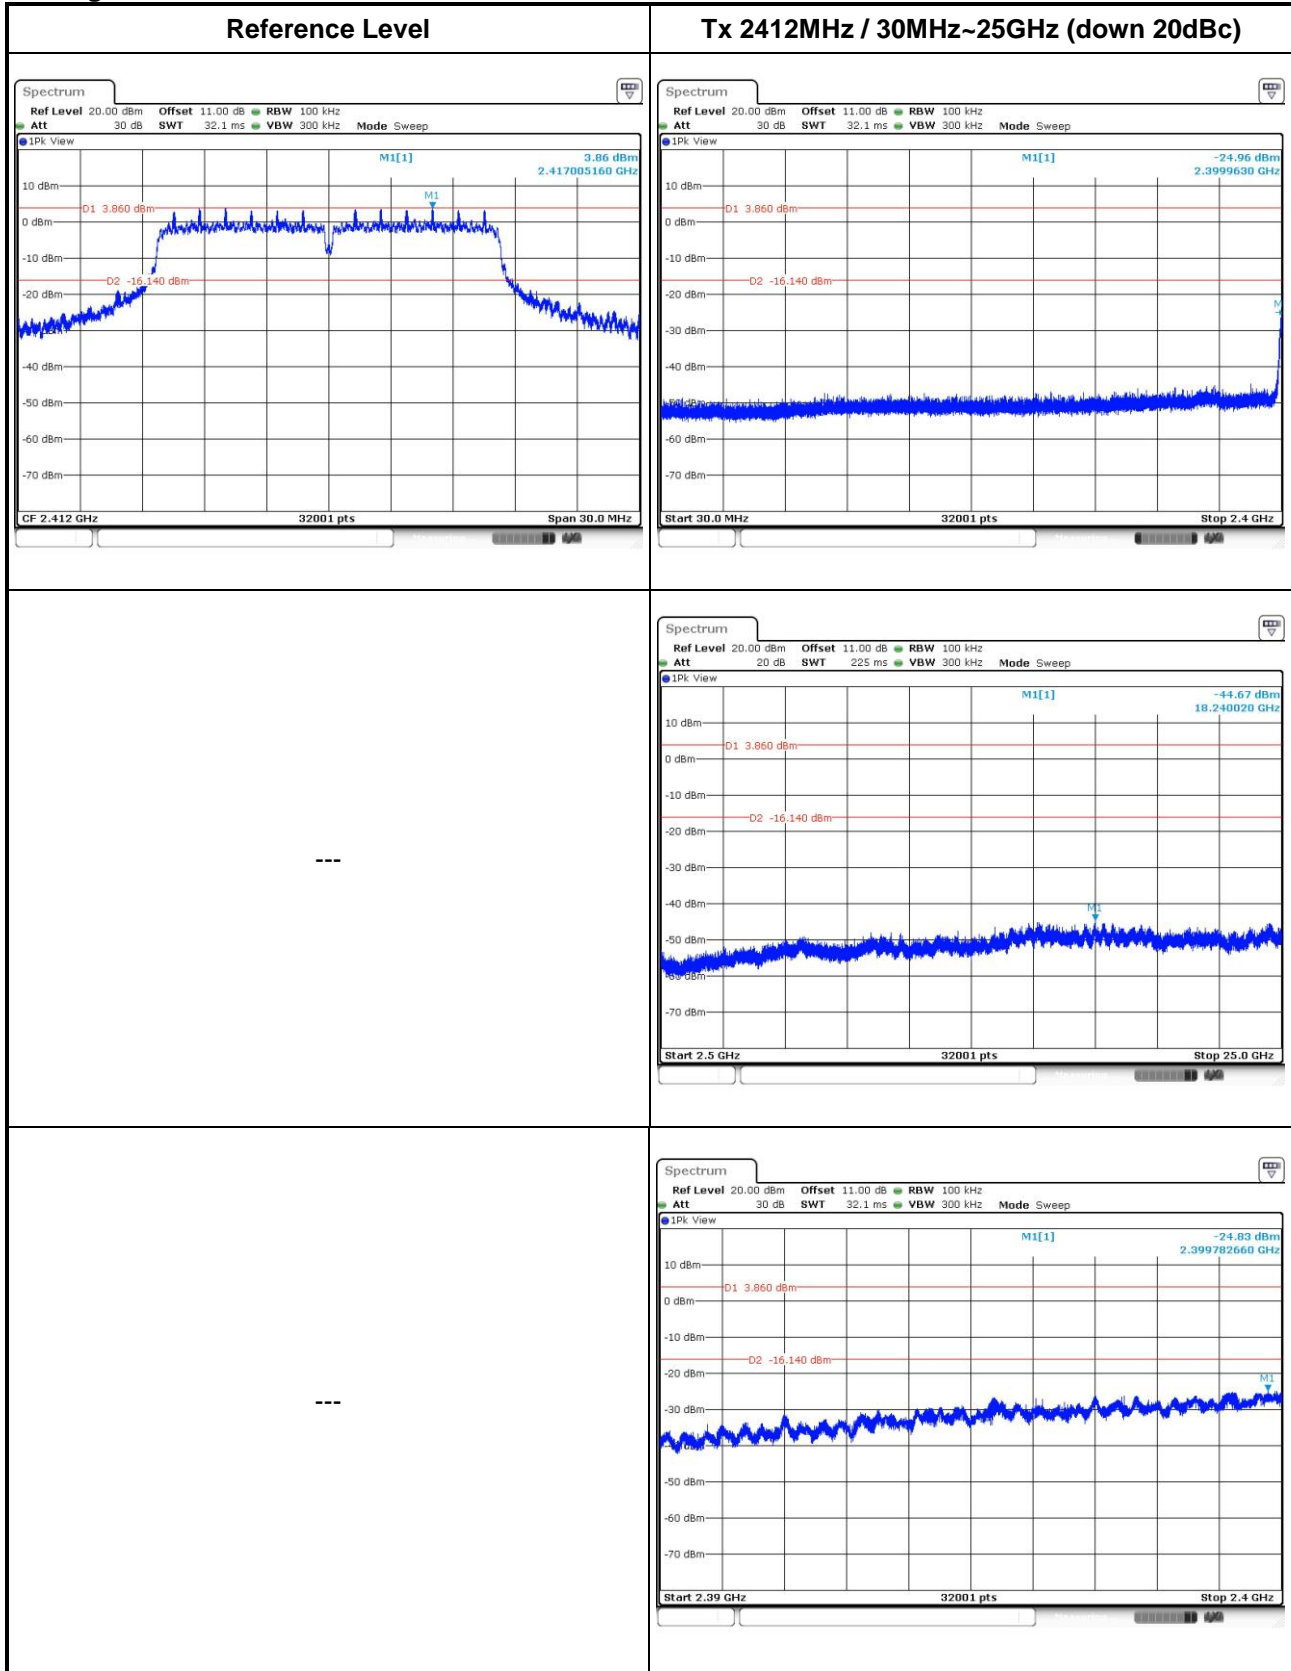 Reference Level
Tx 2412MHz / 30MHz~25GHz (down 20dBc)
Spectrum
Ref Level 20.00 dBm Offset 11.00 dB RBW 100 kHz
Att 30 dB SWT 32.1 ms VBW 300 kHz Mode Sweep
1Pk View
M1[1] 3.86 dBm
2.417005160 GHz
10 dBm
M1
D1 3.860 dBm
0 dBm
-10 dBm
D2 -16.140 dBm
-20 dBm
-40 dBm
-50 dBm
-60 dBm
-70 dBm
CF 2.412 GHz 32001 pts Span 30.0 MHz
Spectrum
Ref Level 20.00 dBm Offset 11.00 dB RBW 100 kHz
Att 30 dB SWT 32.1 ms VBW 300 kHz Mode Sweep
1Pk View
M1[1] -24.96 dBm
2.3999630 GHz
10 dBm
D1 3.860 dBm
0 dBm
-10 dBm
D2 -16.140 dBm
-20 dBm
-30 dBm
-40 dBm
-60 dBm
-70 dBm
Start 30.0 MHz 32001 pts Stop 2.4 GHz
---
Spectrum
Ref Level 20.00 dBm Offset 11.00 dB RBW 100 kHz
Att 20 dB SWT 225 ms VBW 300 kHz Mode Sweep
1Pk View
M1[1] -44.67 dBm
18.240020 GHz
10 dBm
D1 3.860 dBm
0 dBm
-10 dBm
D2 -16.140 dBm
-20 dBm
-30 dBm
-40 dBm
M1
-50 dBm
-60 dBm
-70 dBm
Start 2.5 GHz 32001 pts Stop 25.0 GHz
---
Spectrum
Ref Level 20.00 dBm Offset 11.00 dB RBW 100 kHz
Att 30 dB SWT 32.1 ms VBW 300 kHz Mode Sweep
1Pk View
M1[1] -24.83 dBm
2.399782660 GHz
10 dBm
D1 3.860 dBm
0 dBm
-10 dBm
D2 -16.140 dBm
-20 dBm
M1
-30 dBm
-50 dBm
-60 dBm
-70 dBm
Start 2.39 GHz 32001 pts Stop 2.4 GHz